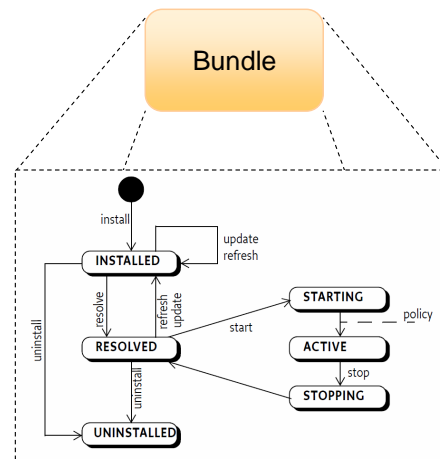 Bundle
install
INSTALLED
update
refresh
uninstall
resolve
refresh
update
start
STARTING
policy
RESOLVED
ACTIVE
stop
uninstall
STOPPING
UNINSTALLED